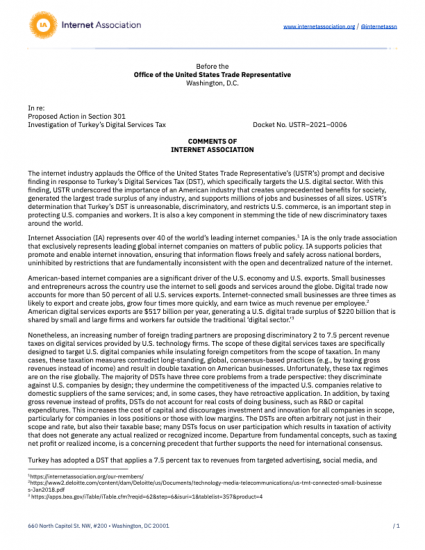 IA Internet Association
www.internetassociation.org / @internetassn
Before the
Office of the United States Trade Representative
Washington, D.C.
In re:
Proposed Action in Section 301
Investigation of Turkey's Digital Services Tax Docket No. USTR–2021–0006
COMMENTS OF
INTERNET ASSOCIATION
The internet industry applauds the Office of the United States Trade Representative's (USTR's) prompt and decisive
finding in response to Turkey's Digital Services Tax (DST), which specifically targets the U.S. digital sector. With this
finding, USTR underscored the importance of an American industry that creates unprecedented benefits for society,
generated the largest trade surplus of any industry, and supports millions of jobs and businesses of all sizes. USTR's
determination that Turkey's DST is unreasonable, discriminatory, and restricts U.S. commerce, is an important step in
protecting U.S. companies and workers. It is also a key component in stemming the tide of new discriminatory taxes
around the world.
Internet Association (IA) represents over 40 of the world's leading internet companies.1 IA is the only trade association
that exclusively represents leading global internet companies on matters of public policy. IA supports policies that
promote and enable internet innovation, ensuring that information flows freely and safely across national borders,
uninhibited by restrictions that are fundamentally inconsistent with the open and decentralized nature of the internet.
American-based internet companies are a significant driver of the U.S. economy and U.S. exports. Small businesses
and entrepreneurs across the country use the internet to sell goods and services around the globe. Digital trade now
accounts for more than 50 percent of all U.S. services exports. Internet-connected small businesses are three times as
likely to export and create jobs, grow four times more quickly, and earn twice as much revenue per employee.2
American digital services exports are $517 billion per year, generating a U.S. digital trade surplus of $220 billion that is
shared by small and large firms and workers far outside the traditional 'digital sector.'3
Nonetheless, an increasing number of foreign trading partners are proposing discriminatory 2 to 7.5 percent revenue
taxes on digital services provided by U.S. technology firms. The scope of these digital services taxes are specifically
designed to target U.S. digital companies while insulating foreign competitors from the scope of taxation. In many
cases, these taxation measures contradict long-standing, global, consensus-based practices (e.g., by taxing gross
revenues instead of income) and result in double taxation on American businesses. Unfortunately, these tax regimes
are on the rise globally. The majority of DSTs include three core problems from a trade perspective: they discriminate
against U.S. companies by design; they undermine the competitiveness of the impacted U.S. companies relative to
domestic suppliers of the same services; and, in some cases, they have retroactive application. In addition, by taxing
gross revenue instead of profits, DSTs do not account for real costs of doing business, such as R&D or capital
expenditures. This increases the cost of capital and discourages investment and innovation for all companies in scope,
particularly for companies in loss positions or those with low margins. The DSTs are often arbitrary not just in their
scope and rate, but also their taxable base; many DSTs focus on user participation which results in taxation of activity
that does not generate any actual realized or recognized income. Departure from fundamental concepts, such as taxing
net profit or realized income, is a concerning precedent that further supports the need for international consensus.
Turkey has adopted a DST that applies a 7.5 percent tax to revenues from targeted advertising, social media, and
1https://internetassociation.org/our-members/
2https://www2.deloitte.com/content/dam/Deloitte/us/Documents/technology-media-telecommunications/us-tmt-connected-small-businesse
s-Jan2018.pdf
3 https://apps.bea.gov/iTable/iTable.cfm?reqid=62&step=6&isuri=1&tablelist=357&product=4
660 North Capitol St. NW, #200 • Washington, DC 20001 / 1